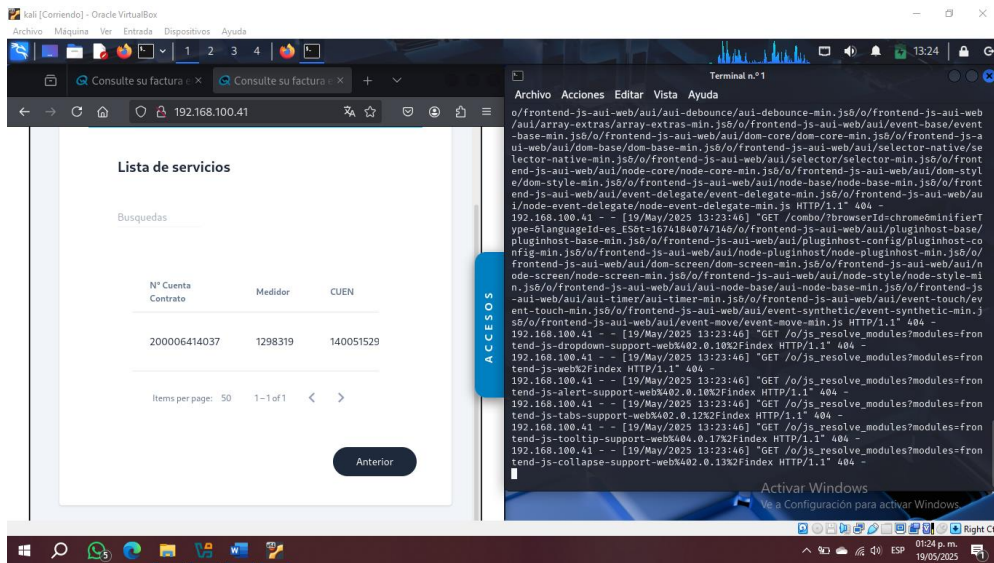 kali [Corriendo] - Oracle VirtualBox
Archivo Máquina Ver Entrada Dispositivos Ayuda
1 2 3 4
13:24
Consulte su factura e
Consulte su factura
192.168.100.41
Lista de servicios
Busquedas
N° Cuenta Contrato
Medidor
CUEN
200006414037
1298319
140051529
Items per page: 50
1–1 of 1
Anterior
ACCESOS
Terminal n.º 1
Archivo Acciones Editar Vista Ayuda
o/frontend-js-aui-web/aui/aui-debounce/aui-debounce-min.js&/o/frontend-js-aui-web
/aui/array-extras/array-extras-min.js&/o/frontend-js-aui-web/aui/event-base/event
-base-min.js&/o/frontend-js-aui-web/aui/dom-core/dom-core-min.js&/o/frontend-js-a
ui-web/aui/dom-base/dom-base-min.js&/o/frontend-js-aui-web/aui/selector-native/se
lector-native-min.js&/o/frontend-js-aui-web/aui/selector/selector-min.js&/o/front
end-js-aui-web/aui/node-core/node-core-min.js&/o/frontend-js-aui-web/aui/dom-styl
e/dom-style-min.js&/o/frontend-js-aui-web/aui/node-base/node-base-min.js&/o/front
end-js-aui-web/aui/event-delegate/event-delegate-min.js&/o/frontend-js-aui-web/au
i/node-event-delegate/node-event-delegate-min.js HTTP/1.1" 404 -
192.168.100.41 - - [19/May/2025 13:23:46] "GET /combo/?browserId=chrome&minifierT
ype=&languageId=es_ES&t=1674184074714&/o/frontend-js-aui-web/aui/pluginhost-base/
pluginhost-base-min.js&/o/frontend-js-aui-web/aui/pluginhost-config/pluginhost-co
nfig-min.js&/o/frontend-js-aui-web/aui/node-pluginhost/node-pluginhost-min.js&/o/
frontend-js-aui-web/aui/dom-screen/dom-screen-min.js&/o/frontend-js-aui-web/aui/n
ode-screen/node-screen-min.js&/o/frontend-js-aui-web/aui/node-style/node-style-mi
n.js&/o/frontend-js-aui-web/aui/aui-node-base/aui-node-base-min.js&/o/frontend-js
-aui-web/aui/aui-timer/aui-timer-min.js&/o/frontend-js-aui-web/aui/event-touch/ev
ent-touch-min.js&/o/frontend-js-aui-web/aui/event-synthetic/event-synthetic-min.j
s&/o/frontend-js-aui-web/aui/event-move/event-move-min.js HTTP/1.1" 404 -
192.168.100.41 - - [19/May/2025 13:23:46] "GET /o/js_resolve_modules?modules=fron
tend-js-dropdown-support-web%402.0.10%2Findex HTTP/1.1" 404 -
192.168.100.41 - - [19/May/2025 13:23:46] "GET /o/js_resolve_modules?modules=fron
tend-js-web%2Findex HTTP/1.1" 404 -
192.168.100.41 - - [19/May/2025 13:23:46] "GET /o/js_resolve_modules?modules=fron
tend-js-alert-support-web%402.0.10%2Findex HTTP/1.1" 404 -
192.168.100.41 - - [19/May/2025 13:23:46] "GET /o/js_resolve_modules?modules=fron
tend-js-tabs-support-web%402.0.12%2Findex HTTP/1.1" 404 -
192.168.100.41 - - [19/May/2025 13:23:46] "GET /o/js_resolve_modules?modules=fron
tend-js-tooltip-support-web%404.0.17%2Findex HTTP/1.1" 404 -
192.168.100.41 - - [19/May/2025 13:23:46] "GET /o/js_resolve_modules?modules=fron
tend-js-collapse-support-web%402.0.13%2Findex HTTP/1.1" 404 -
Activar Windows
Ve a Configuración para activar Windows.
Right Ct
ESP
01:24 p. m.
19/05/2025